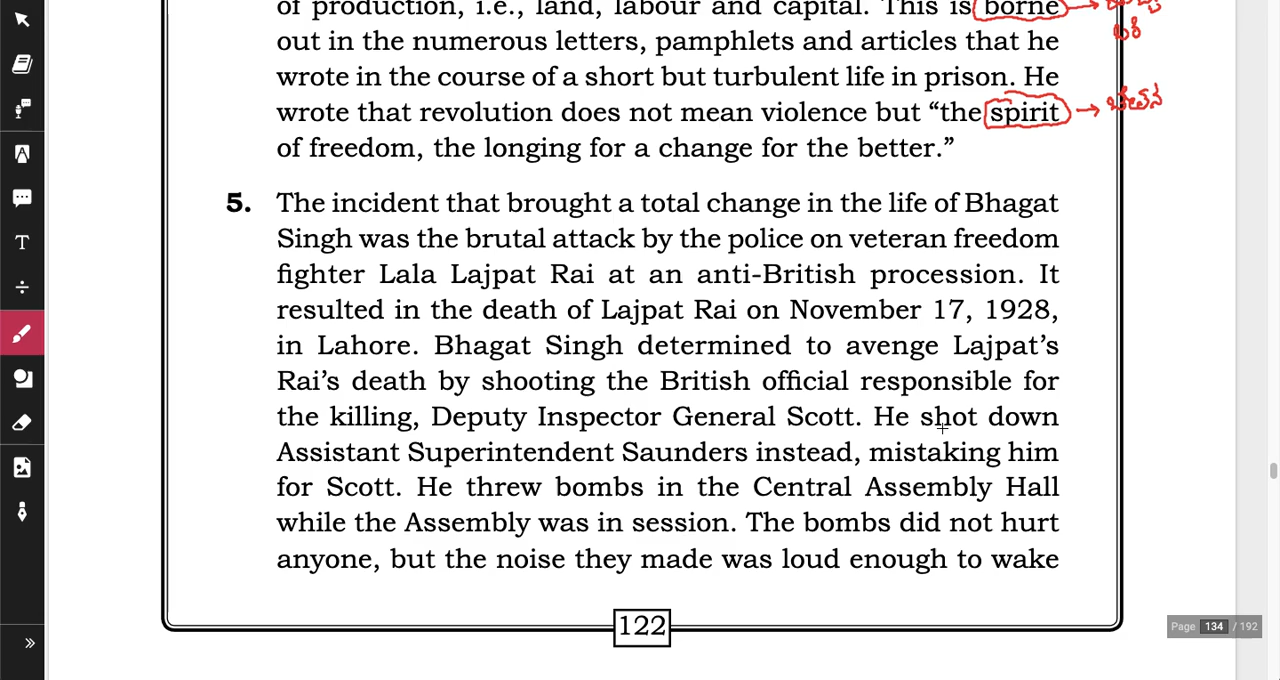 of production, i.e., land, labour and capital. This is borne
out in the numerous letters, pamphlets and articles that he
wrote in the course of a short but turbulent life in prison. He
wrote that revolution does not mean violence but “the spirit
of freedom, the longing for a change for the better.”
5. The incident that brought a total change in the life of Bhagat
Singh was the brutal attack by the police on veteran freedom
fighter Lala Lajpat Rai at an anti-British procession. It
resulted in the death of Lajpat Rai on November 17, 1928,
in Lahore. Bhagat Singh determined to avenge Lajpat’s
Rai’s death by shooting the British official responsible for
the killing, Deputy Inspector General Scott. He shot down
Assistant Superintendent Saunders instead, mistaking him
for Scott. He threw bombs in the Central Assembly Hall
while the Assembly was in session. The bombs did not hurt
anyone, but the noise they made was loud enough to wake
122
Page 134 / 192